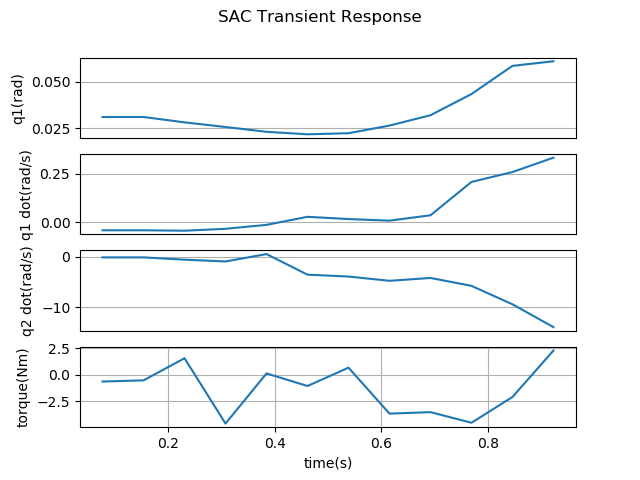 SAC Transient Response
q1(rad)
0.050
0.025
q1 dot(rad/s)
0.25
0.00
q2 dot(rad/s)
0
−10
torque(Nm)
2.5
0.0
−2.5
0.2 0.4 0.6 0.8
time(s)